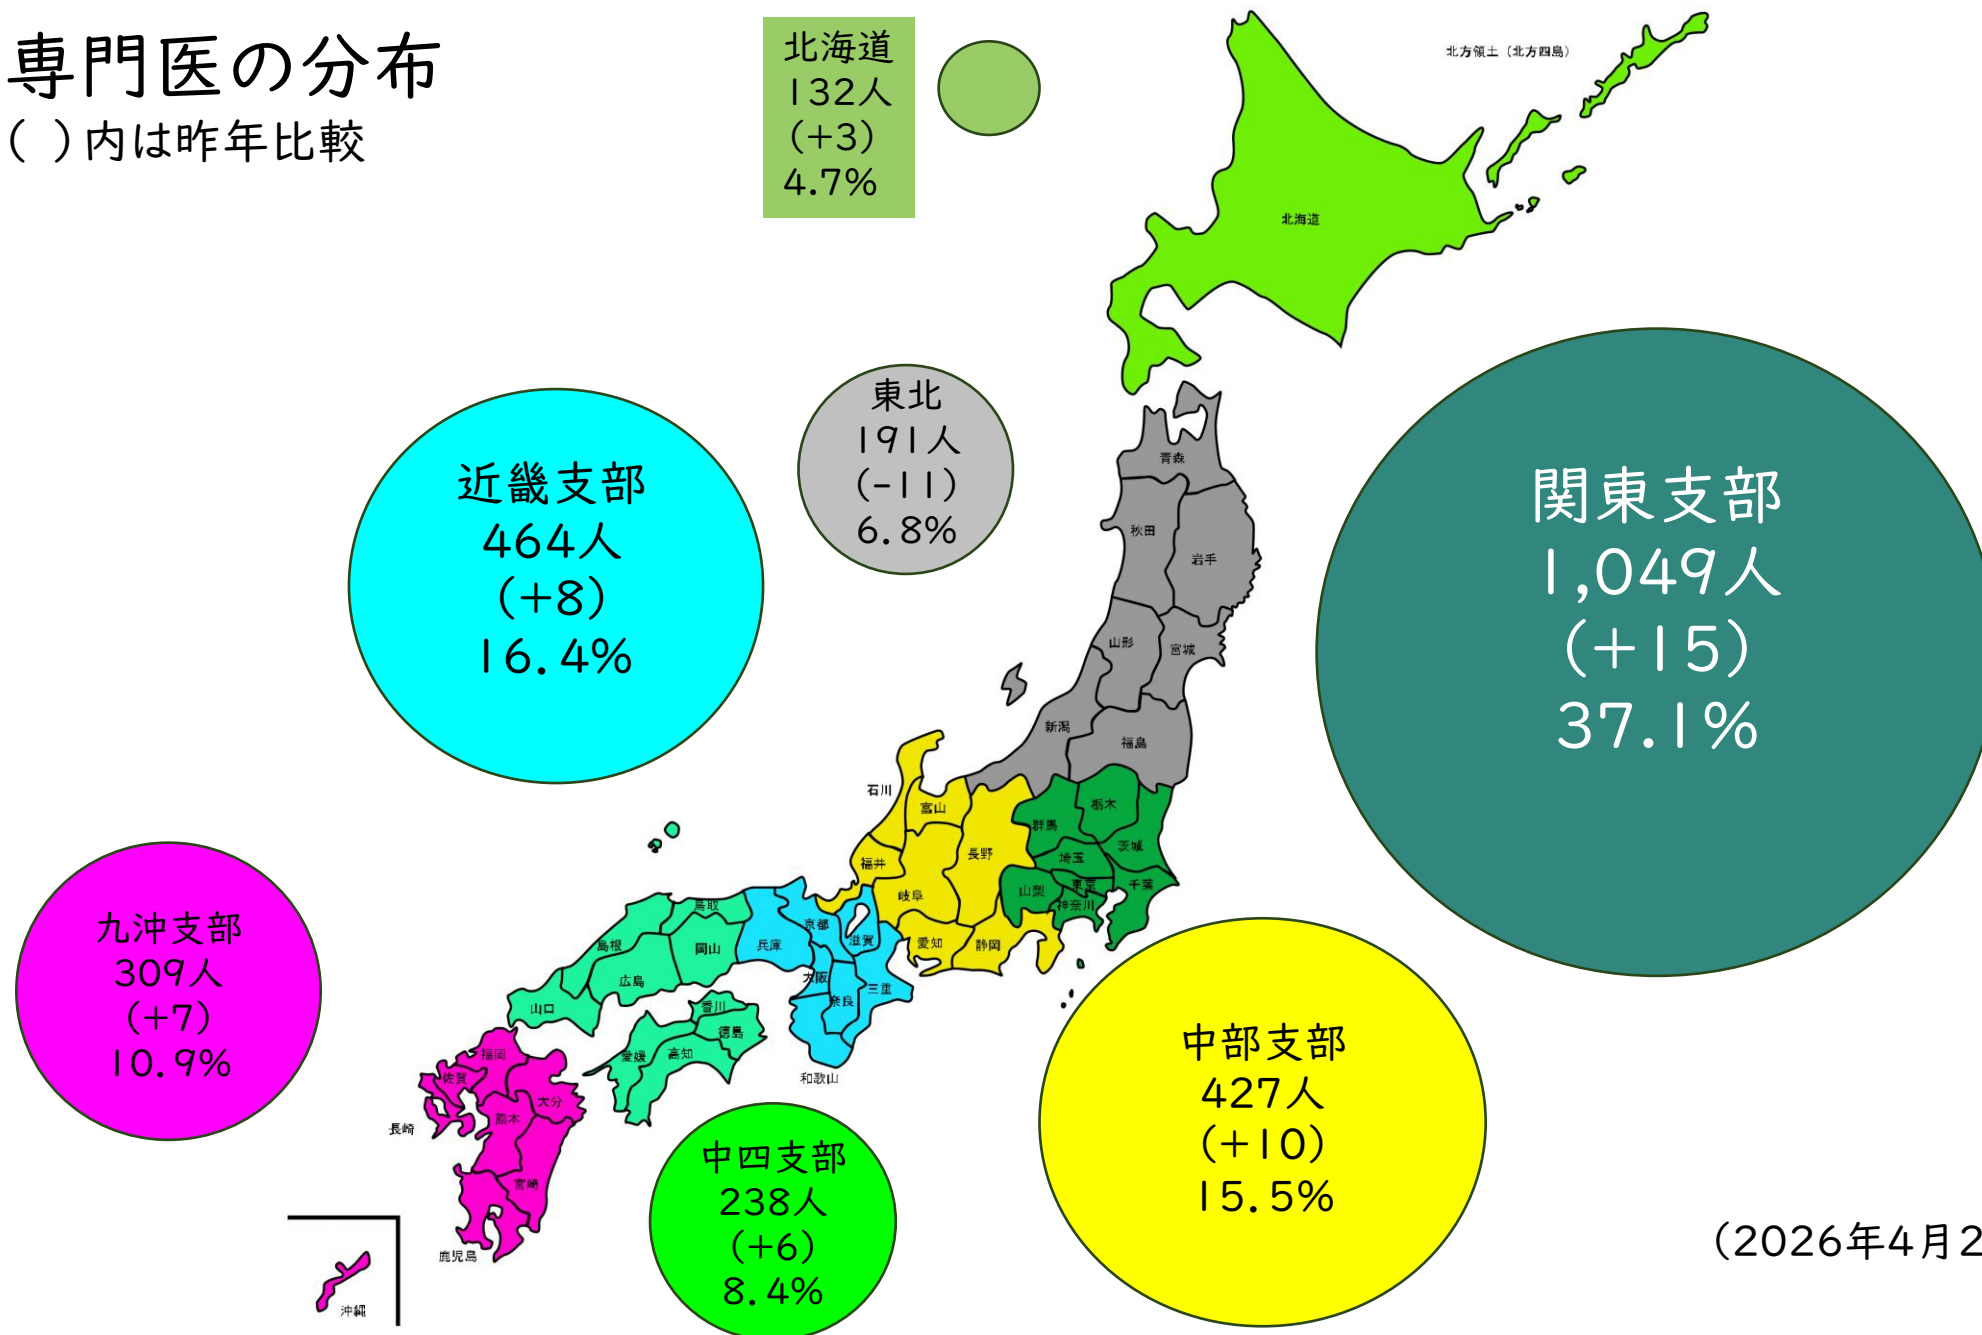 専門医の分布
( )内は昨年比較
北海道
132人
(+3)
4.7%
北方領土(北方四島)
北海道
東北
191人
(-11)
6.8%
近畿支部
464人
(+8)
16.4%
関東支部
1,049人
(+15)
37.1%
青森
秋田
岩手
山形
宮城
新潟
福島
石川
富山
栃木
群馬
茨城
福井
長野
埼玉
岐阜
山梨
東京
千葉
神奈川
鳥取
京都
滋賀
愛知
静岡
島根
岡山
兵庫
広島
大阪
三重
奈良
山口
香川
徳島
愛媛
高知
和歌山
九沖支部
309人
(+7)
10.9%
福岡
佐賀
大分
熊本
長崎
宮崎
鹿児島
沖縄
中四支部
238人
(+6)
8.4%
中部支部
427人
(+10)
15.5%
(2026年4月2